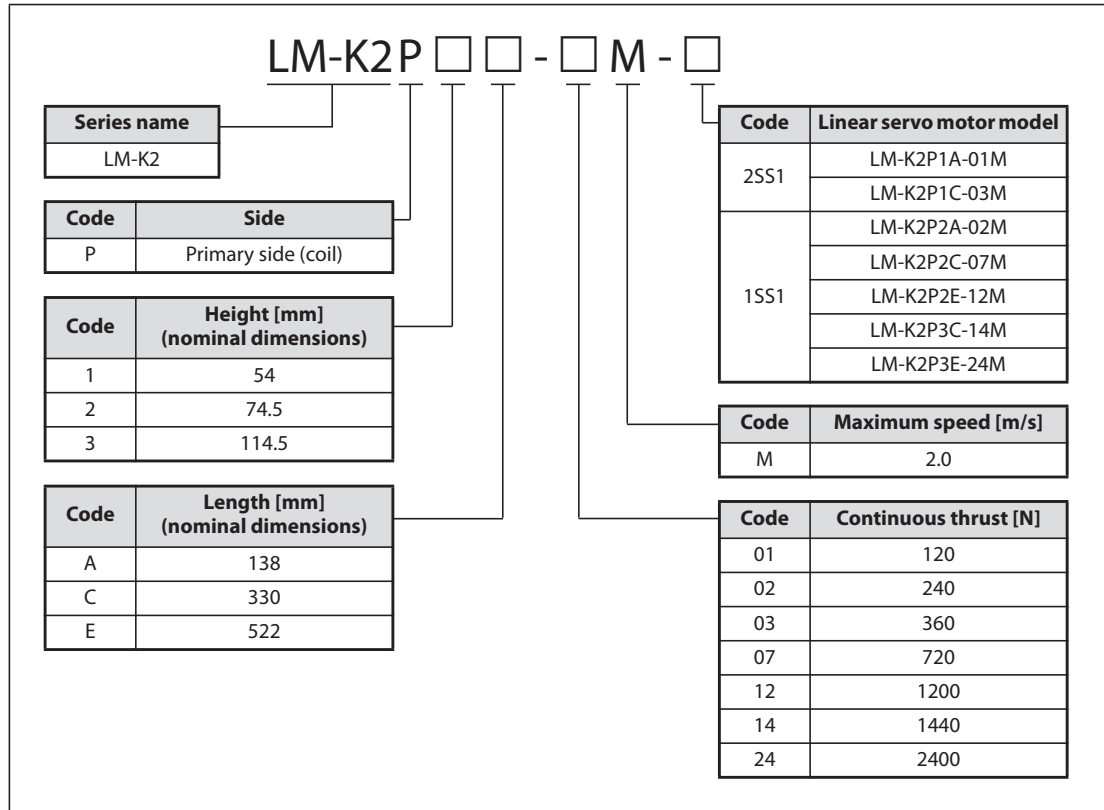 LM-K2P□□-□M-□
Series name
LM-K2
Code Side
P Primary side (coil)
Code Height [mm]
(nominal dimensions)
1 54
2 74.5
3 114.5
Code Length [mm]
(nominal dimensions)
A 138
C 330
E 522
Code Linear servo motor model
2SS1 LM-K2P1A-01M
LM-K2P1C-03M
1SS1 LM-K2P2A-02M
LM-K2P2C-07M
LM-K2P2E-12M
LM-K2P3C-14M
LM-K2P3E-24M
Code Maximum speed [m/s]
M 2.0
Code Continuous thrust [N]
01 120
02 240
03 360
07 720
12 1200
14 1440
24 2400